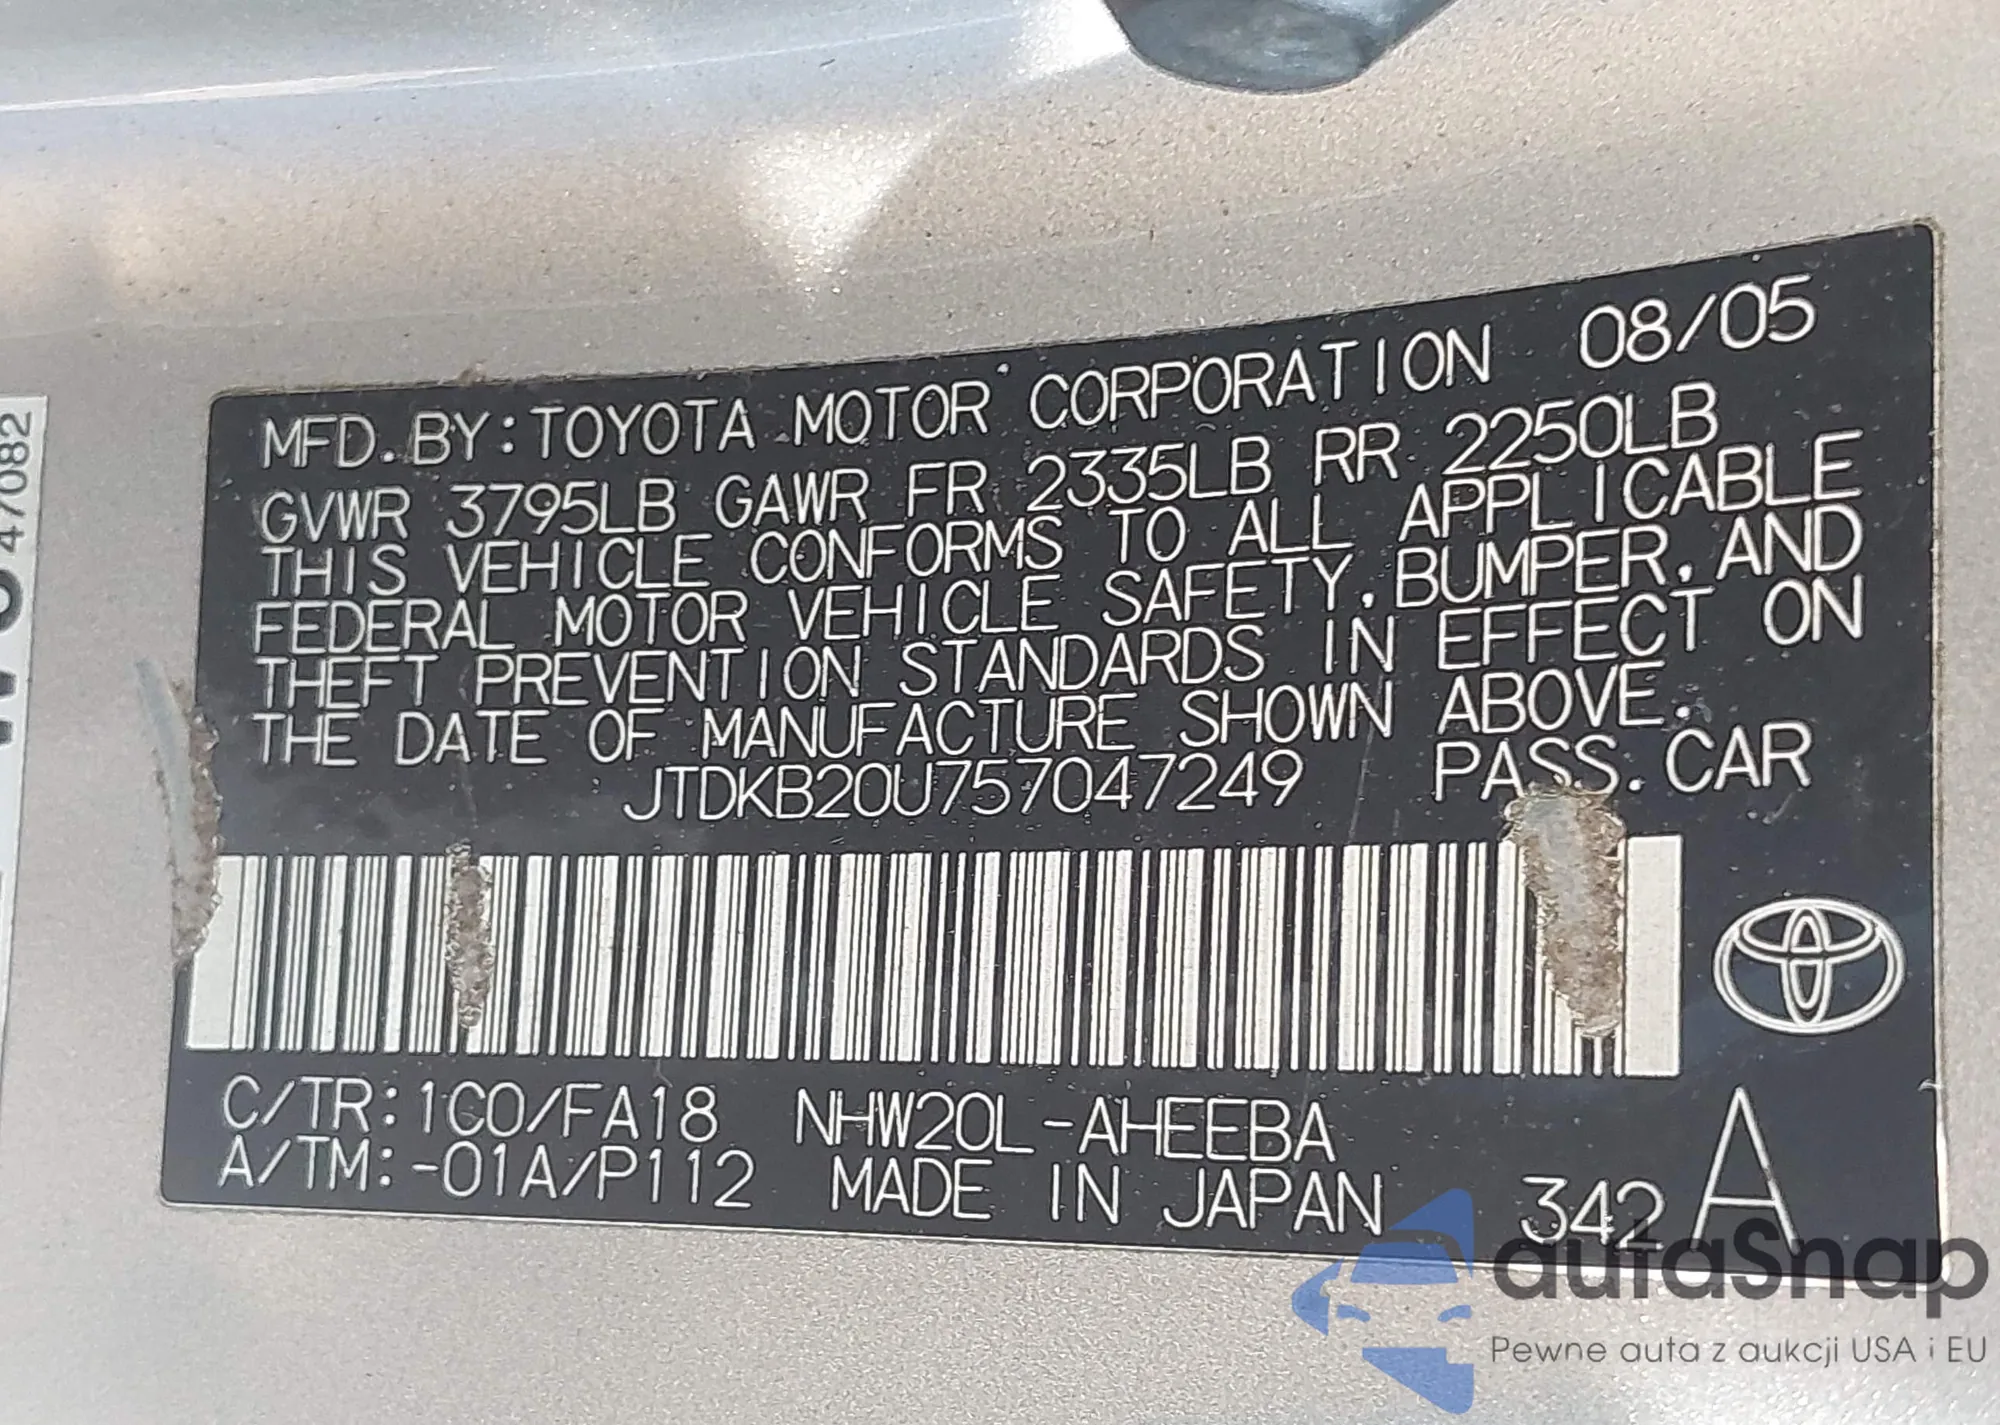 MFD. BY: TOYOTA MOTOR CORPORATION 08/05
GVWR 3795LB GAWR FR 2335LB RR 2250LB
THIS VEHICLE CONFORMS TO ALL APPLICABLE
FEDERAL MOTOR VEHICLE SAFETY, BUMPER, AND
THEFT PREVENTION STANDARDS IN EFFECT ON
THE DATE OF MANUFACTURE SHOWN ABOVE.
JTDKB20U757047249 PASS. CAR
C/TR: 1C0/FA18 NHW20L-AHEEBA
A/TM: -01A/P112 MADE IN JAPAN 342 A
47082
autaSnap
Pewne auta z aukcji USA i EU